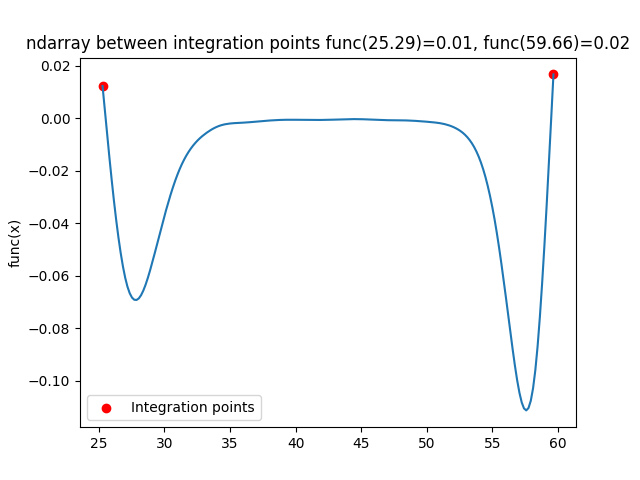 ndarray between integration points func(25.29)=0.01, func(59.66)=0.02
0.02
0.00
−0.02
−0.04
−0.06
−0.08
−0.10
func(x)
Integration points
25 30 35 40 45 50 55 60